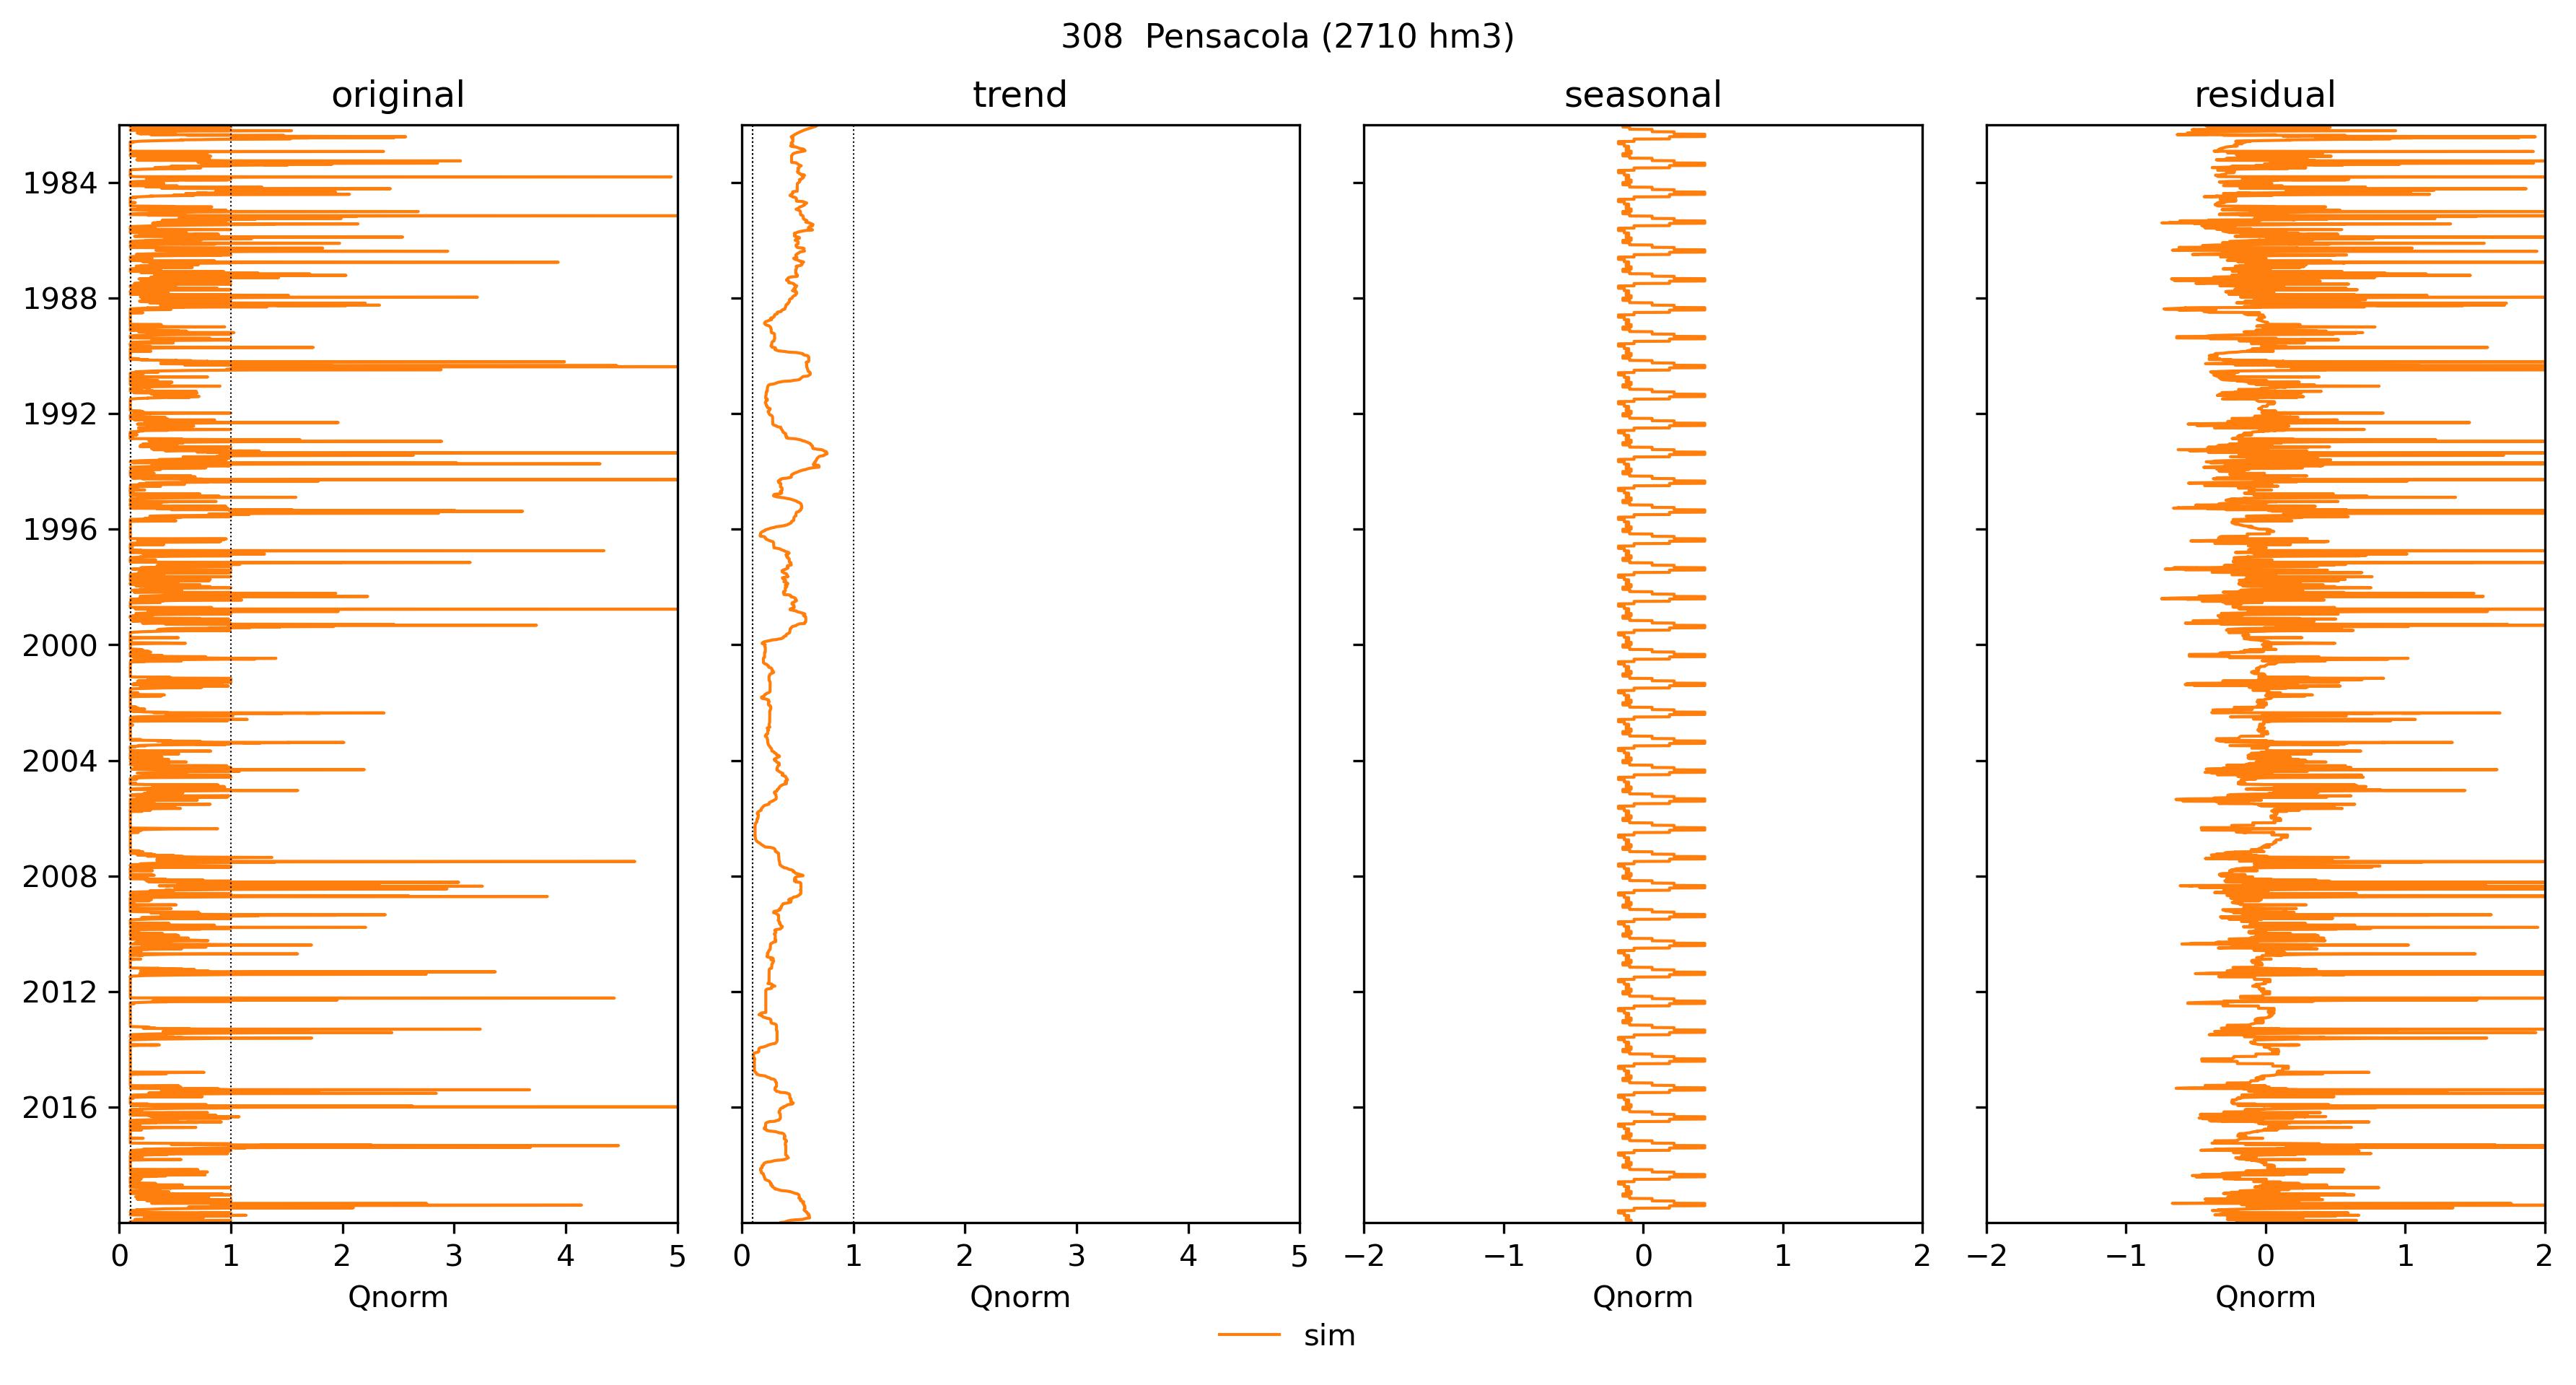 308  Pensacola (2710 hm3)
original trend seasonal residual
1984
1988
1992
1996
2000
2004
2008
2012
2016
0 1 2 3 4 5 0 1 2 3 4 5 −2 −1 0 1 2 −2 −1 0 1 2
Qnorm Qnorm Qnorm Qnorm
sim